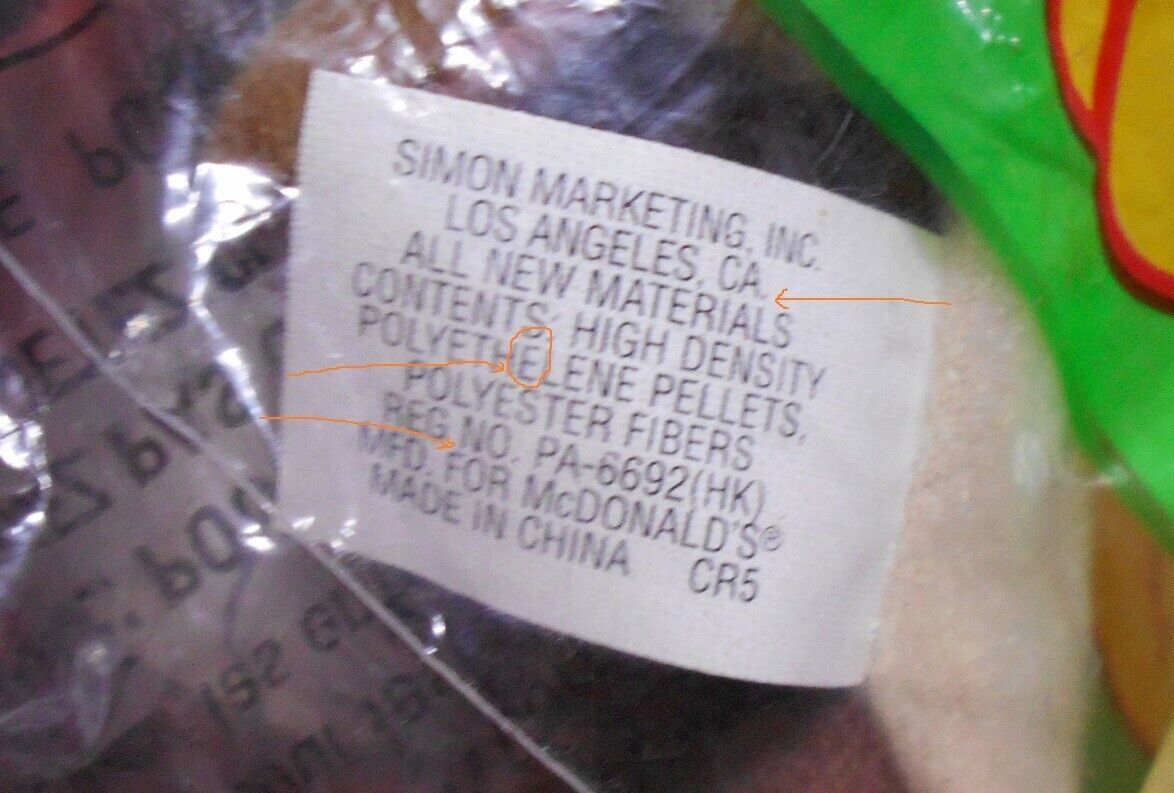 SIMON MARKETING, INC.
LOS ANGELES, CA
ALL NEW MATERIALS
CONTENTS: HIGH DENSITY
POLYETHELENE PELLETS,
POLYESTER FIBERS
REG.NO. PA-6692(HK)
MFD. FOR McDONALD'S®
MADE IN CHINA CR5